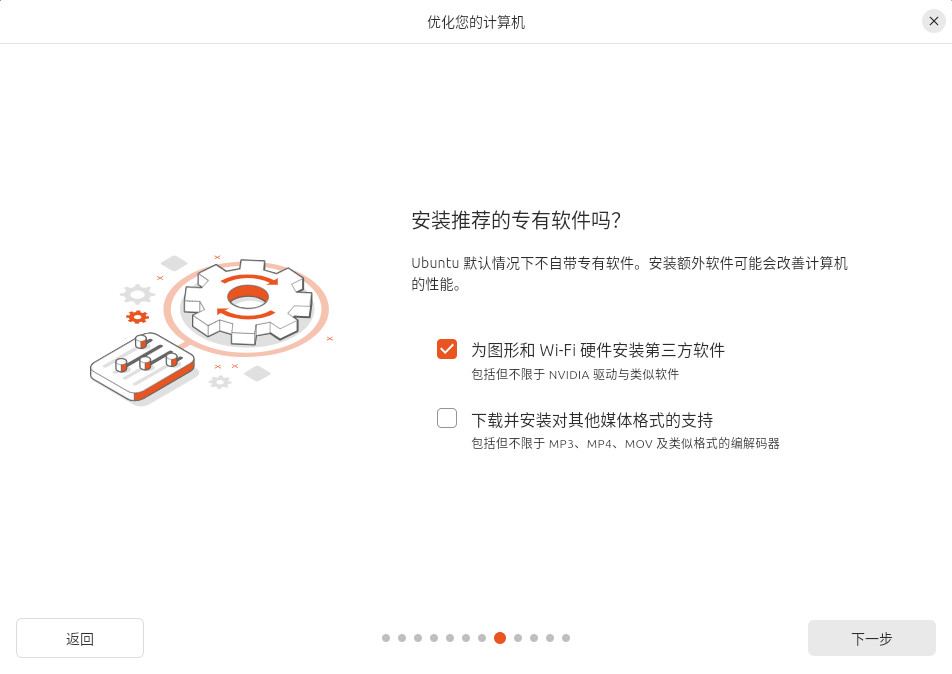 优化您的计算机
安装推荐的专有软件吗?
Ubuntu 默认情况下不自带专有软件。安装额外软件可能会改善计算机
的性能。
为图形和 Wi-Fi 硬件安装第三方软件
包括但不限于 NVIDIA 驱动与类似软件
下载并安装对其他媒体格式的支持
包括但不限于 MP3、MP4、MOV 及类似格式的编解码器
返回
下一步